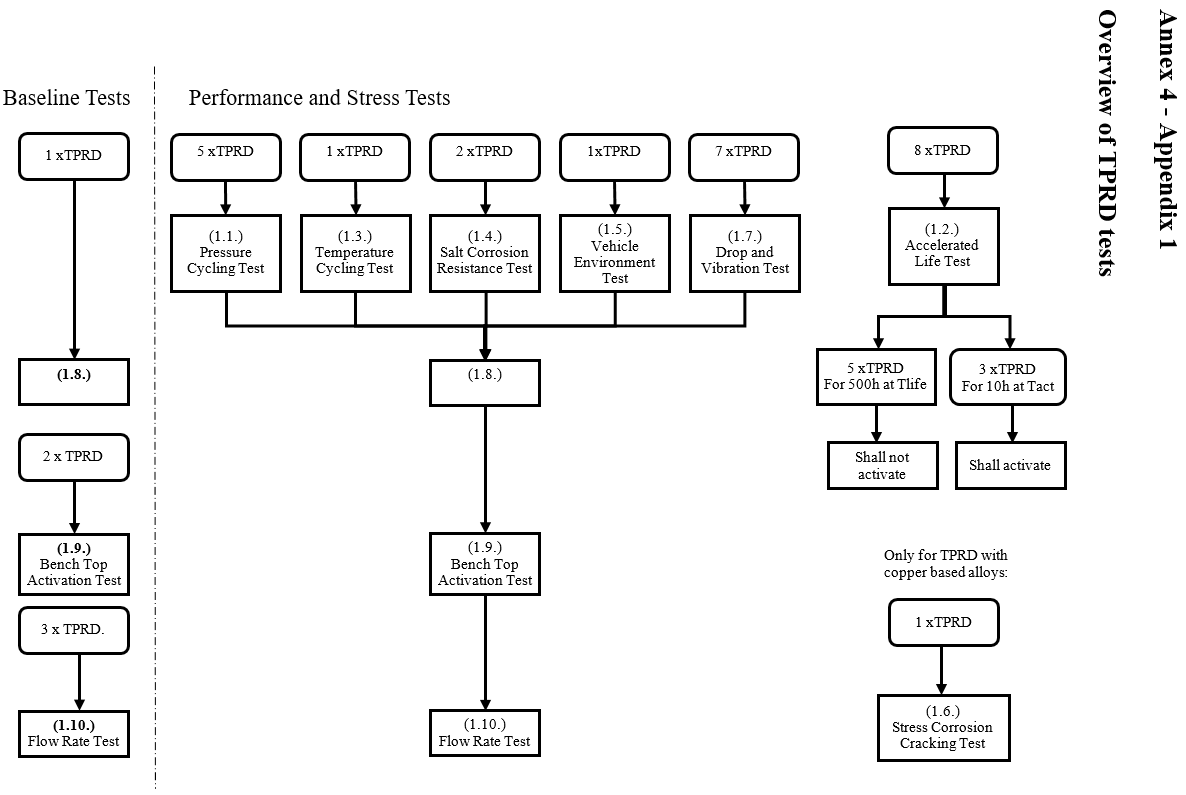 Annex 4 - Appendix 1
Overview of TPRD tests
Baseline Tests
1 xTPRD
(1.8.)
2 x TPRD
(1.9.)
Bench Top
Activation Test
3 x TPRD.
(1.10.)
Flow Rate Test
Performance and Stress Tests
5 xTPRD
(1.1.)
Pressure
Cycling Test
1 xTPRD
(1.3.)
Temperature
Cycling Test
2 xTPRD
(1.4.)
Salt Corrosion
Resistance Test
1xTPRD
(1.5.)
Vehicle
Environment
Test
7 xTPRD
(1.7.)
Drop and
Vibration Test
(1.8.)
(1.9.)
Bench Top
Activation Test
(1.10.)
Flow Rate Test
8 xTPRD
(1.2.)
Accelerated
Life Test
5 xTPRD
For 500h at Tlife
Shall not
activate
3 xTPRD
For 10h at Tact
Shall activate
Only for TPRD with
copper based alloys:
1 xTPRD
(1.6.)
Stress Corrosion
Cracking Test